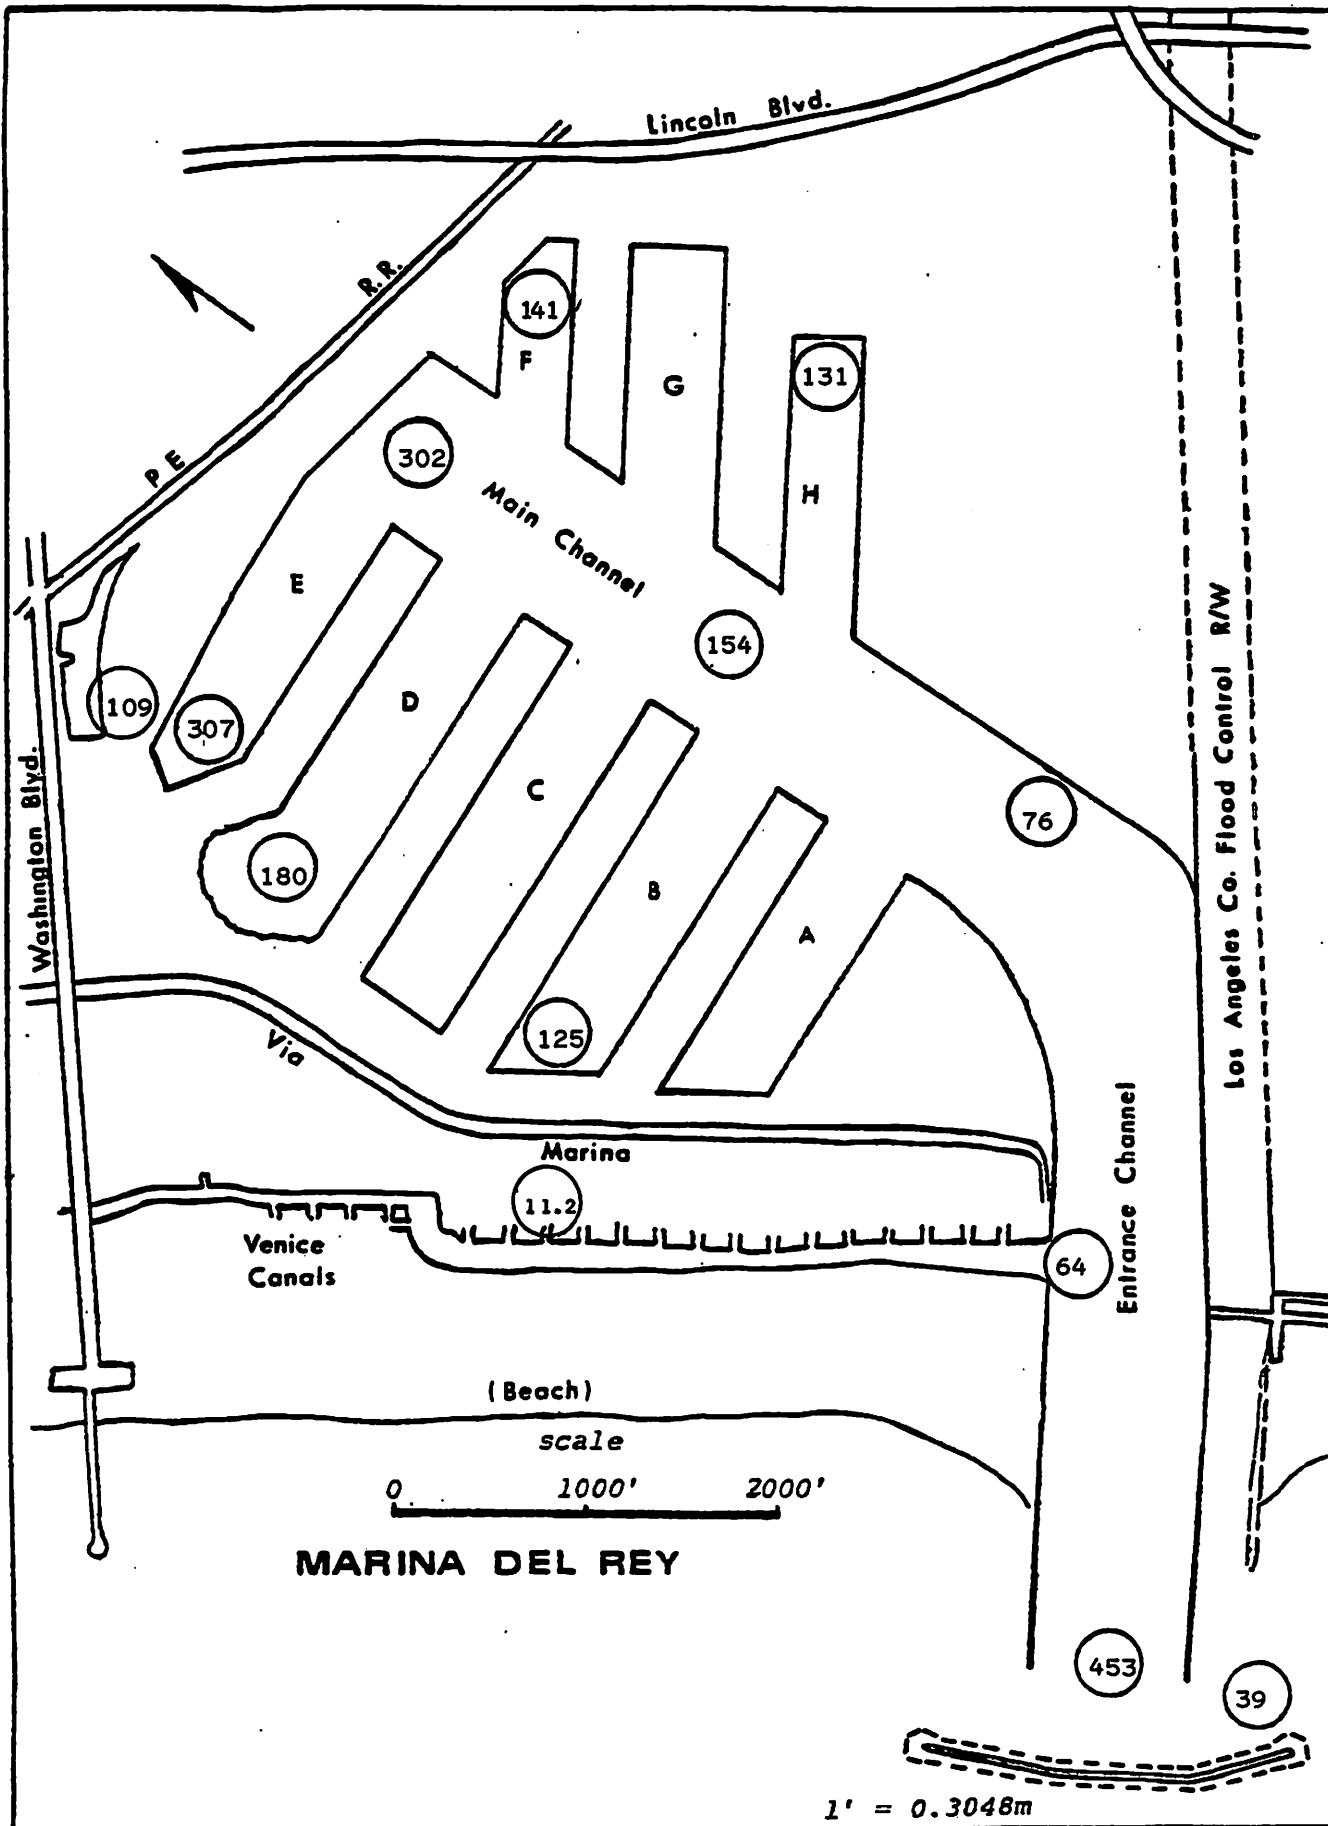 Lincoln Blvd.
R.R.
141
F
131
G
302
P E
H
Main Channel
E
154
Los Angeles Co. Flood Control R/W
D
109
307
Washington Blvd.
C
76
180
B
A
125
Via
Marina
Entrance Channel
11.2
Venice
Canals
64
(Beach)
scale
0 1000' 2000'
MARINA DEL REY
453
39
1' = 0.3048m